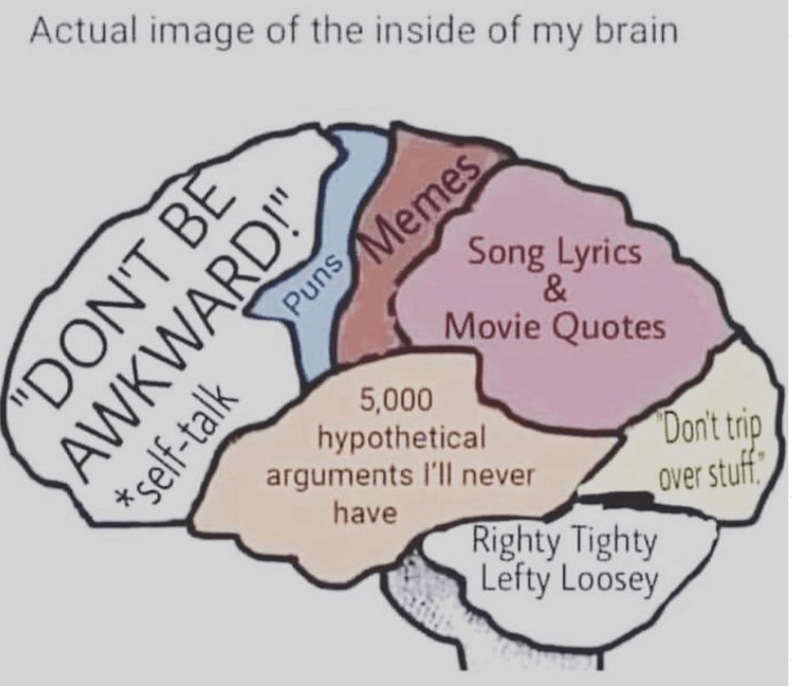 Actual image of the inside of my brain
"DON'T BE
AWKWARD!"
*self-talk
Puns
Memes
Song Lyrics
&
Movie Quotes
5,000
hypothetical
arguments I'll never
have
"Don't trip
over stuff."
Righty Tighty
Lefty Loosey